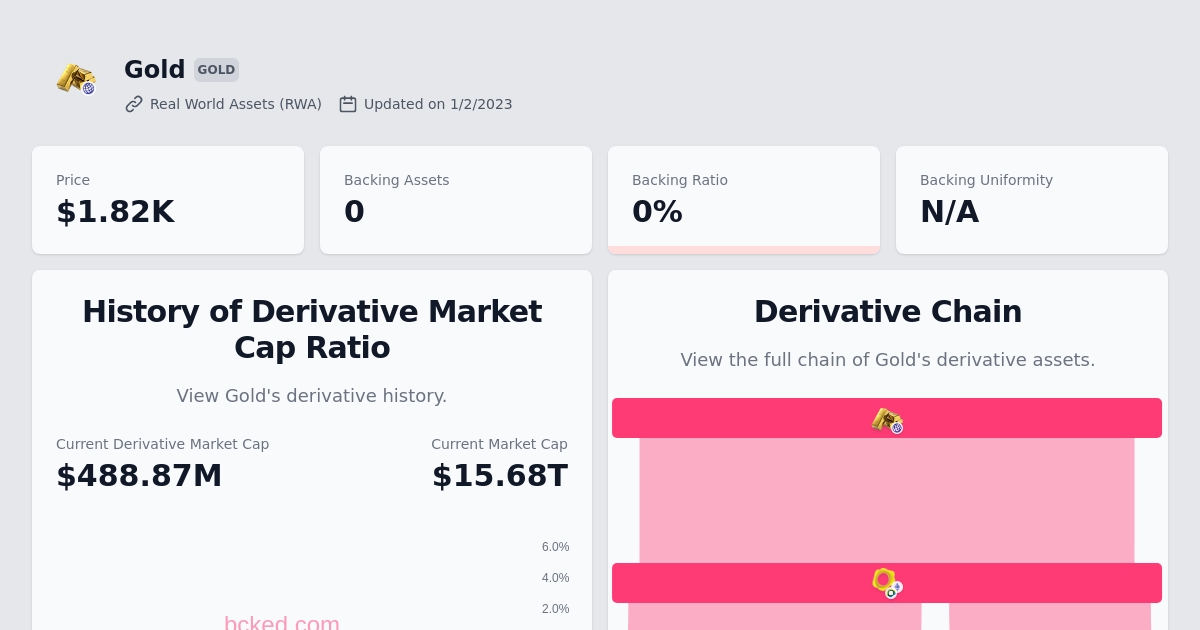 Gold GOLD
Real World Assets (RWA) Updated on 1/2/2023
Price
$1.82K
Backing Assets
0
Backing Ratio
0%
Backing Uniformity
N/A
History of Derivative Market
Cap Ratio
View Gold's derivative history.
Current Derivative Market Cap
$488.87M
Current Market Cap
$15.68T
6.0%
4.0%
2.0%
bcked.com
Derivative Chain
View the full chain of Gold's derivative assets.